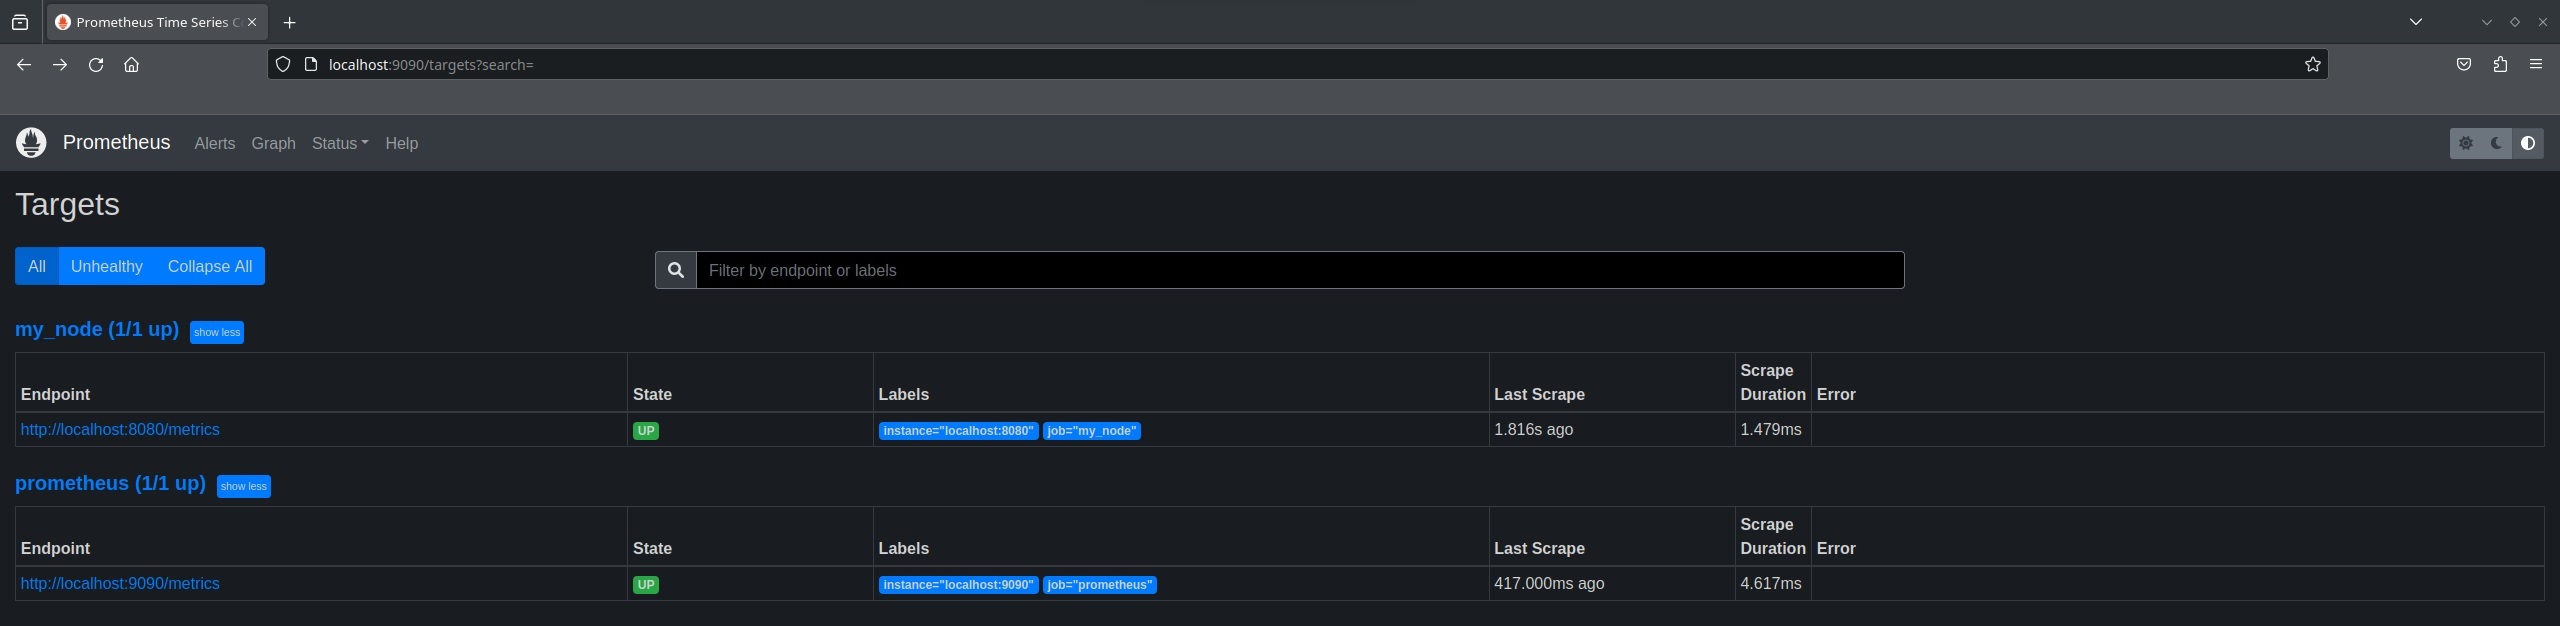 Prometheus Time Series C
localhost:9090/targets?search=
Prometheus Alerts Graph Status Help
Targets
All Unhealthy Collapse All
Filter by endpoint or labels
my_node (1/1 up) show less
Endpoint State Labels Last Scrape Scrape Duration Error
http://localhost:8080/metrics UP instance="localhost:8080" job="my_node" 1.816s ago 1.479ms
prometheus (1/1 up) show less
Endpoint State Labels Last Scrape Scrape Duration Error
http://localhost:9090/metrics UP instance="localhost:9090" job="prometheus" 417.000ms ago 4.617ms